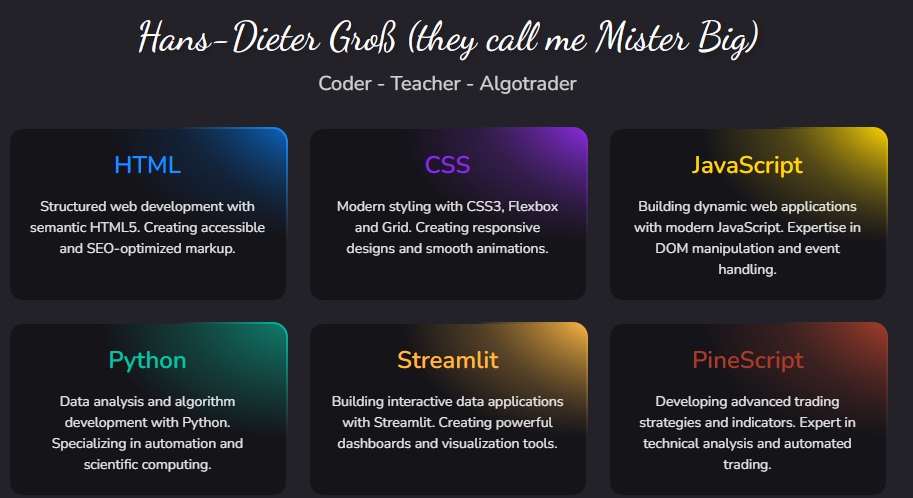 Hans-Dieter Groß (they call me Mister Big)
Coder - Teacher - Algotrader
HTML
Structured web development with
semantic HTML5. Creating accessible
and SEO-optimized markup.
CSS
Modern styling with CSS3, Flexbox
and Grid. Creating responsive
designs and smooth animations.
JavaScript
Building dynamic web applications
with modern JavaScript. Expertise in
DOM manipulation and event
handling.
Python
Data analysis and algorithm
development with Python.
Specializing in automation and
scientific computing.
Streamlit
Building interactive data applications
with Streamlit. Creating powerful
dashboards and visualization tools.
PineScript
Developing advanced trading
strategies and indicators. Expert in
technical analysis and automated
trading.